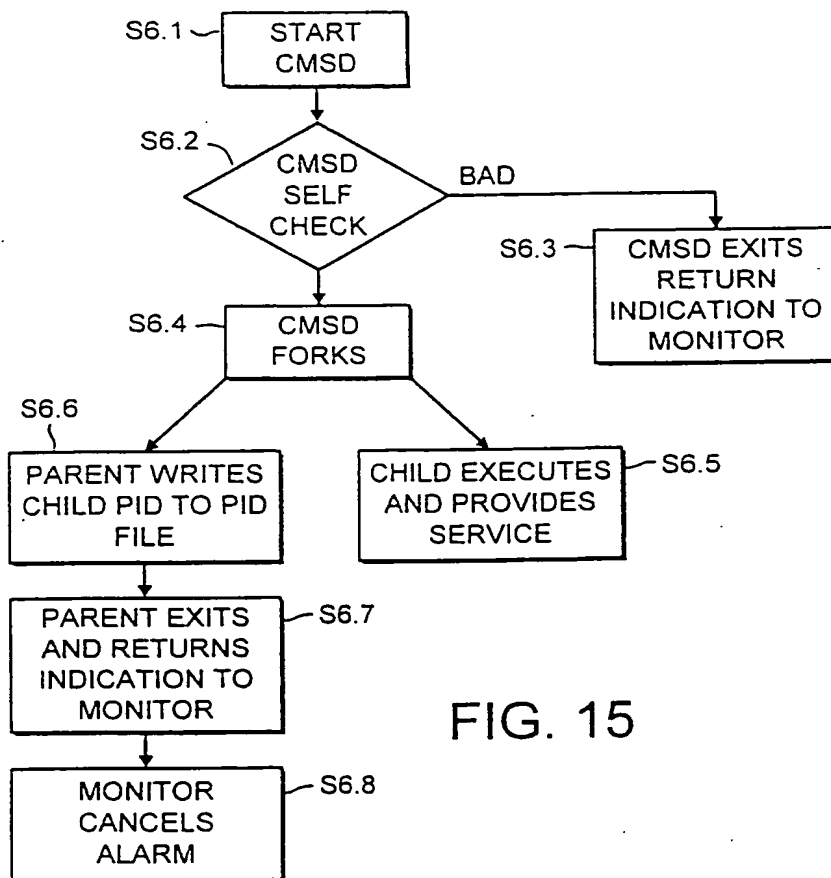 S6.1
START
CMSD
S6.2
CMSD
SELF
CHECK
BAD
S6.3
CMSD EXITS
RETURN
INDICATION TO
MONITOR
S6.4
CMSD
FORKS
S6.6
PARENT WRITES
CHILD PID TO PID
FILE
CHILD EXECUTES
AND PROVIDES
SERVICE
S6.5
PARENT EXITS
AND RETURNS
INDICATION TO
MONITOR
S6.7
MONITOR
CANCELS
ALARM
S6.8
FIG. 15